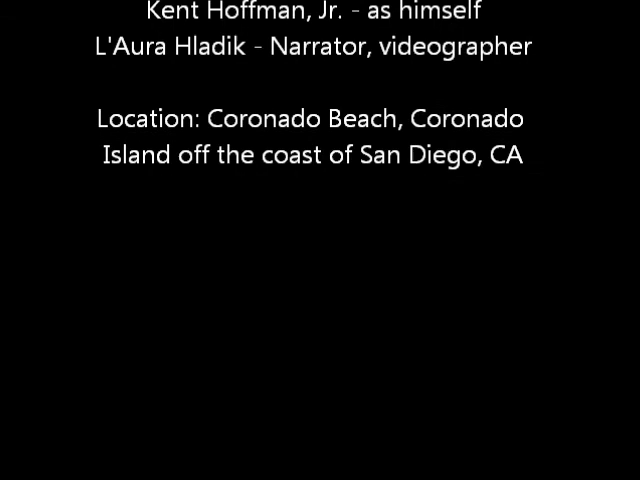 Kent Hoffman, Jr. - as himself
L'Aura Hladik - Narrator, videographer
Location: Coronado Beach, Coronado
Island off the coast of San Diego, CA